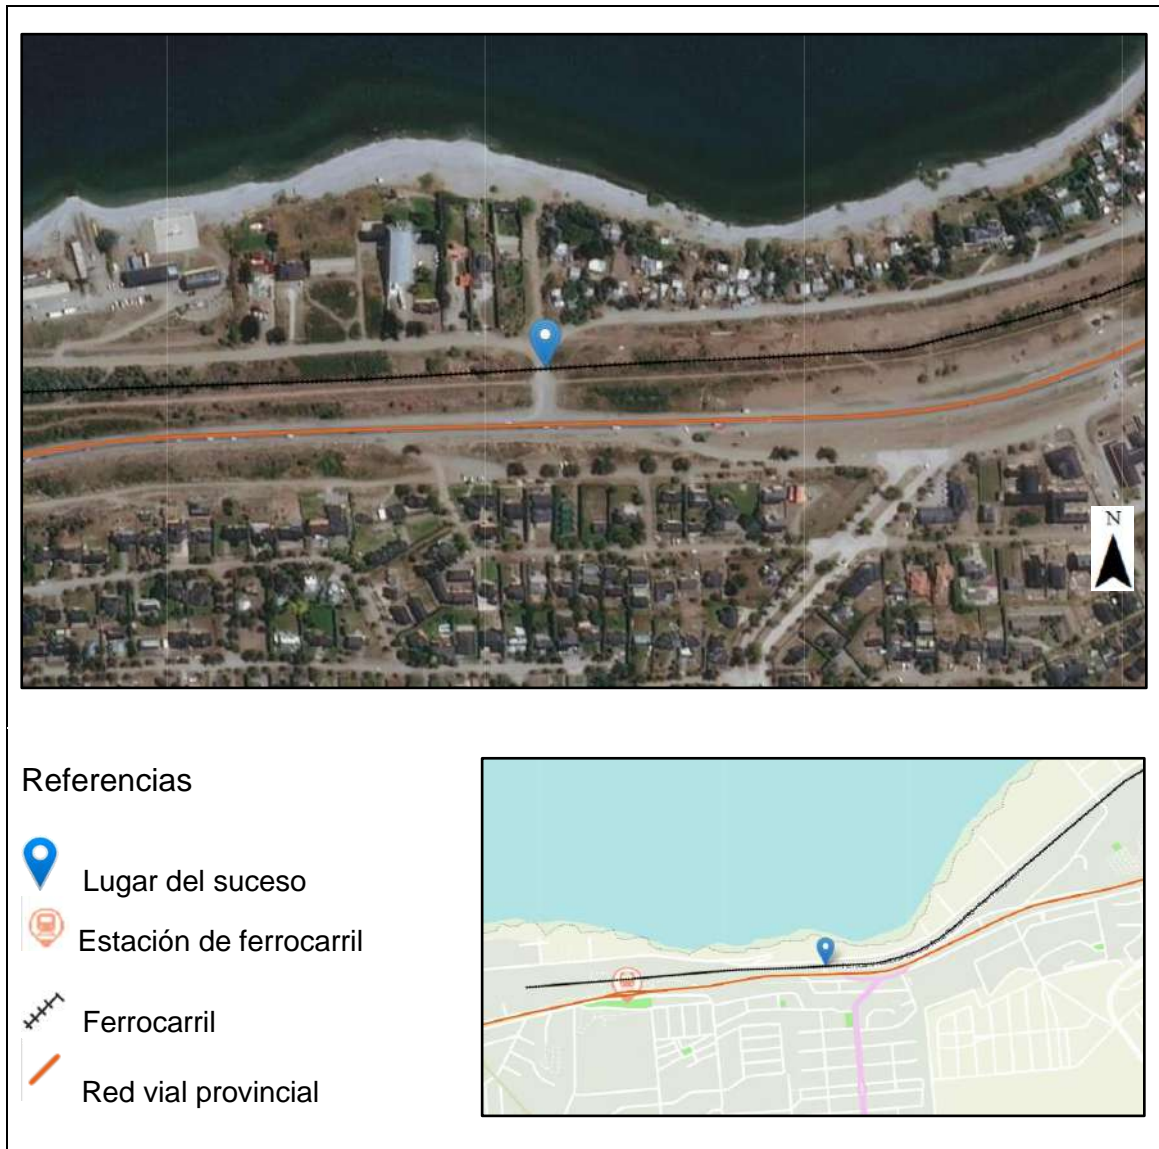 N
Referencias
Lugar del suceso
Estación de ferrocarril
Ferrocarril
Red vial provincial